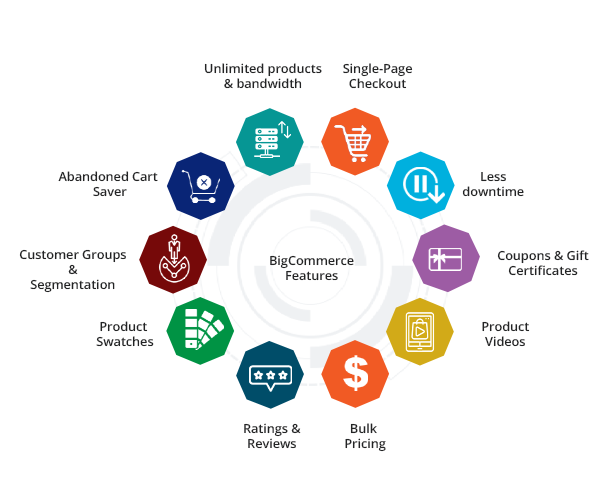 Unlimited products
& bandwidth
Single-Page
Checkout
Abandoned Cart
Saver
Less
downtime
Customer Groups
&
Segmentation
BigCommerce
Features
Coupons & Gift
Certificates
Product
Swatches
Product
Videos
Ratings &
Reviews
Bulk
Pricing